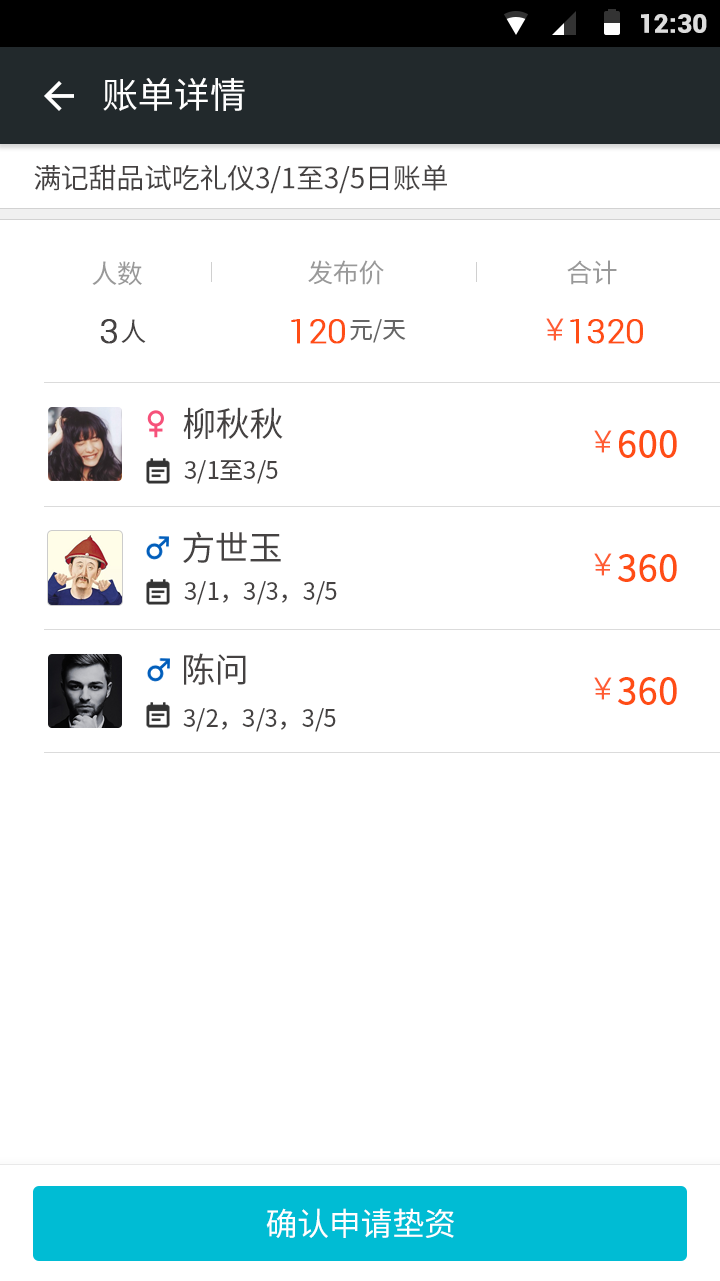 12:30
账单详情
满记甜品试吃礼仪3/1至3/5日账单
人数 发布价 合计
3人 120元/天 ¥1320
柳秋秋
3/1至3/5
¥600
方世玉
3/1，3/3，3/5
¥360
陈问
3/2，3/3，3/5
¥360
确认申请垫资